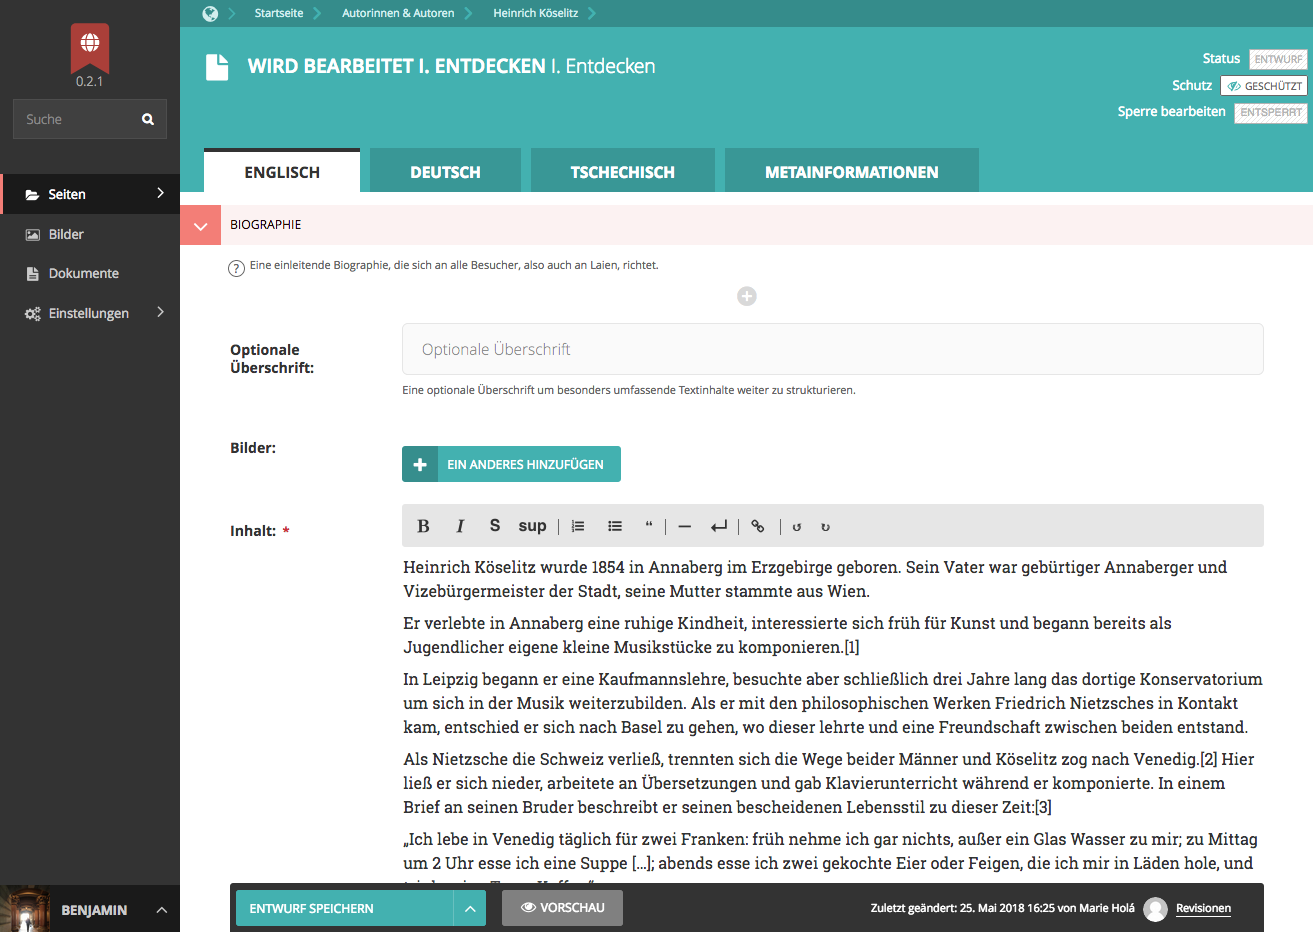 Startseite Autorinnen & Autoren Heinrich Köselitz
0.2.1
Suche
Seiten
Bilder
Dokumente
Einstellungen
BENJAMIN
WIRD BEARBEITET I. ENTDECKEN I. Entdecken
Status ENTWURF
Schutz GESCHÜTZT
Sperre bearbeiten ENTSPERRT
ENGLISCH DEUTSCH TSCHECHISCH METAINFORMATIONEN
BIOGRAPHIE
? Eine einleitende Biographie, die sich an alle Besucher, also auch an Laien, richtet.
Optionale
Überschrift:
Optionale Überschrift
Eine optionale Überschrift um besonders umfassende Textinhalte weiter zu strukturieren.
Bilder:
EIN ANDERES HINZUFÜGEN
Inhalt: *
B I S sup “
Heinrich Köselitz wurde 1854 in Annaberg im Erzgebirge geboren. Sein Vater war gebürtiger Annaberger und
Vizebürgermeister der Stadt, seine Mutter stammte aus Wien.
Er verlebte in Annaberg eine ruhige Kindheit, interessierte sich früh für Kunst und begann bereits als
Jugendlicher eigene kleine Musikstücke zu komponieren.[1]
In Leipzig begann er eine Kaufmannslehre, besuchte aber schließlich drei Jahre lang das dortige Konservatorium
um sich in der Musik weiterzubilden. Als er mit den philosophischen Werken Friedrich Nietzsches in Kontakt
kam, entschied er sich nach Basel zu gehen, wo dieser lehrte und eine Freundschaft zwischen beiden entstand.
Als Nietzsche die Schweiz verließ, trennten sich die Wege beider Männer und Köselitz zog nach Venedig.[2] Hier
ließ er sich nieder, arbeitete an Übersetzungen und gab Klavierunterricht während er komponierte. In einem
Brief an seinen Bruder beschreibt er seinen bescheidenen Lebensstil zu dieser Zeit:[3]
„Ich lebe in Venedig täglich für zwei Franken: früh nehme ich gar nichts, außer ein Glas Wasser zu mir; zu Mittag
um 2 Uhr esse ich eine Suppe [...]; abends esse ich zwei gekochte Eier oder Feigen, die ich mir in Läden hole, und
ENTWURF SPEICHERN VORSCHAU Zuletzt geändert: 25. Mai 2018 16:25 von Marie Holá Revisionen